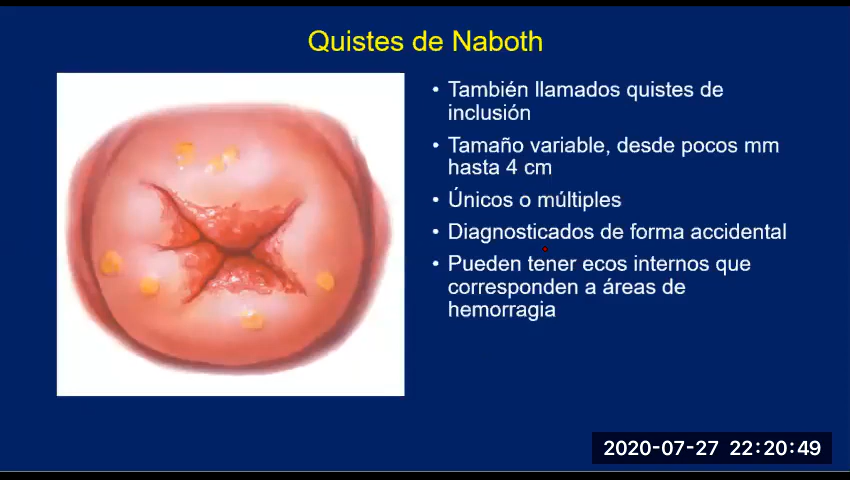 Quistes de Naboth
• También llamados quistes de
inclusión
• Tamaño variable, desde pocos mm
hasta 4 cm
• Únicos o múltiples
• Diagnosticados de forma accidental
• Pueden tener ecos internos que
corresponden a áreas de
hemorragia
2020-07-27 22:20:49